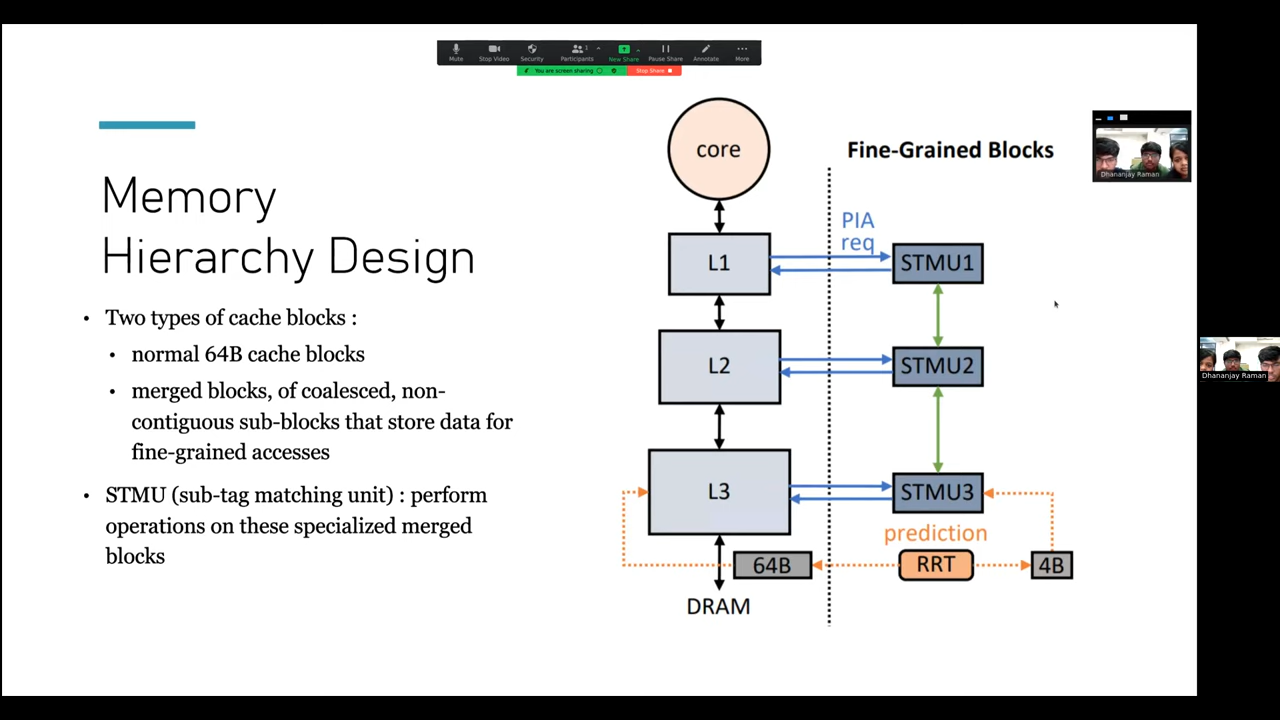 Mute
Stop Video
Security
Participants
1
New Share
Pause Share
Annotate
More
You are screen sharing
Stop Share
Memory
Hierarchy Design
• Two types of cache blocks :
• normal 64B cache blocks
• merged blocks, of coalesced, non-
contiguous sub-blocks that store data for
fine-grained accesses
• STMU (sub-tag matching unit) : perform
operations on these specialized merged
blocks
core
Fine-Grained Blocks
PIA
req
L1
STMU1
L2
STMU2
L3
STMU3
prediction
64B
RRT
4B
DRAM
Dhananjay Raman
Dhananjay Raman